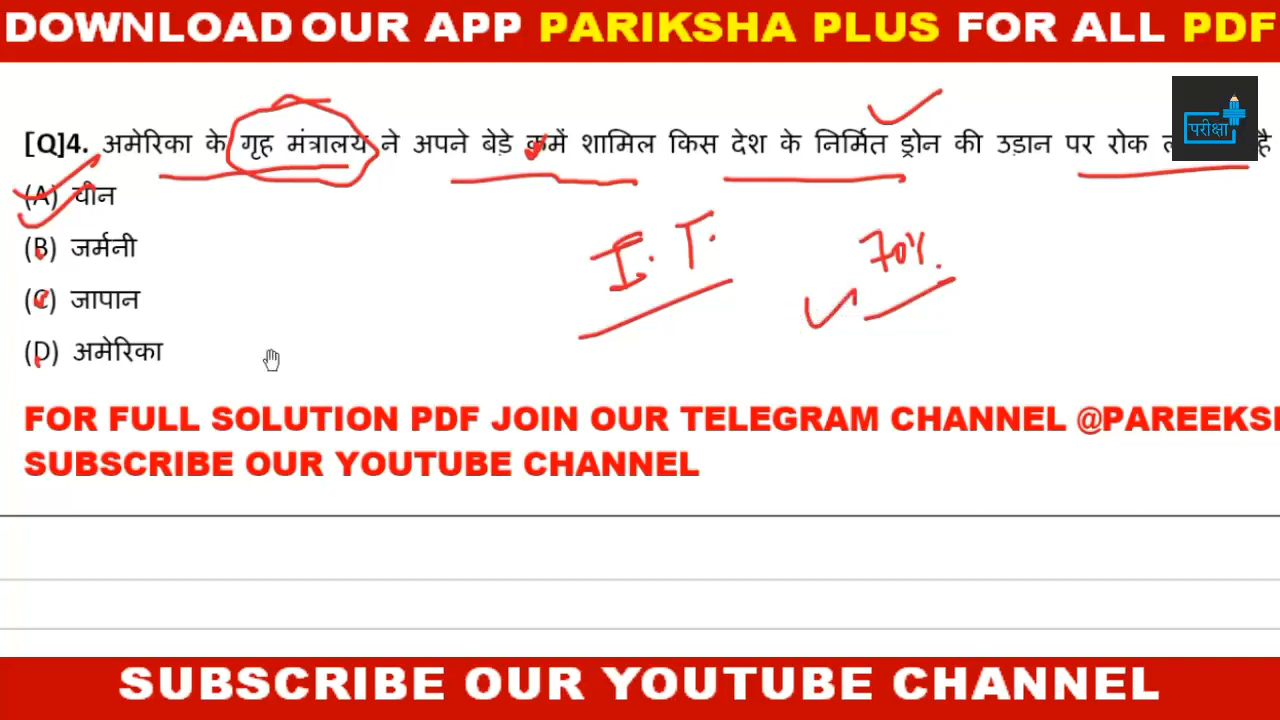 DOWNLOAD OUR APP PARIKSHA PLUS FOR ALL PDF
परीक्षा
[Q]4. अमेरिका के गृह मंत्रालय ने अपने बेड़े में शामिल किस देश के निर्मित ड्रोन की उड़ान पर रोक है
(A) चीन
(B) जर्मनी
(C) जापान
(D) अमेरिका
I.T.
70%.
FOR FULL SOLUTION PDF JOIN OUR TELEGRAM CHANNEL @PAREEKS
SUBSCRIBE OUR YOUTUBE CHANNEL
SUBSCRIBE OUR YOUTUBE CHANNEL